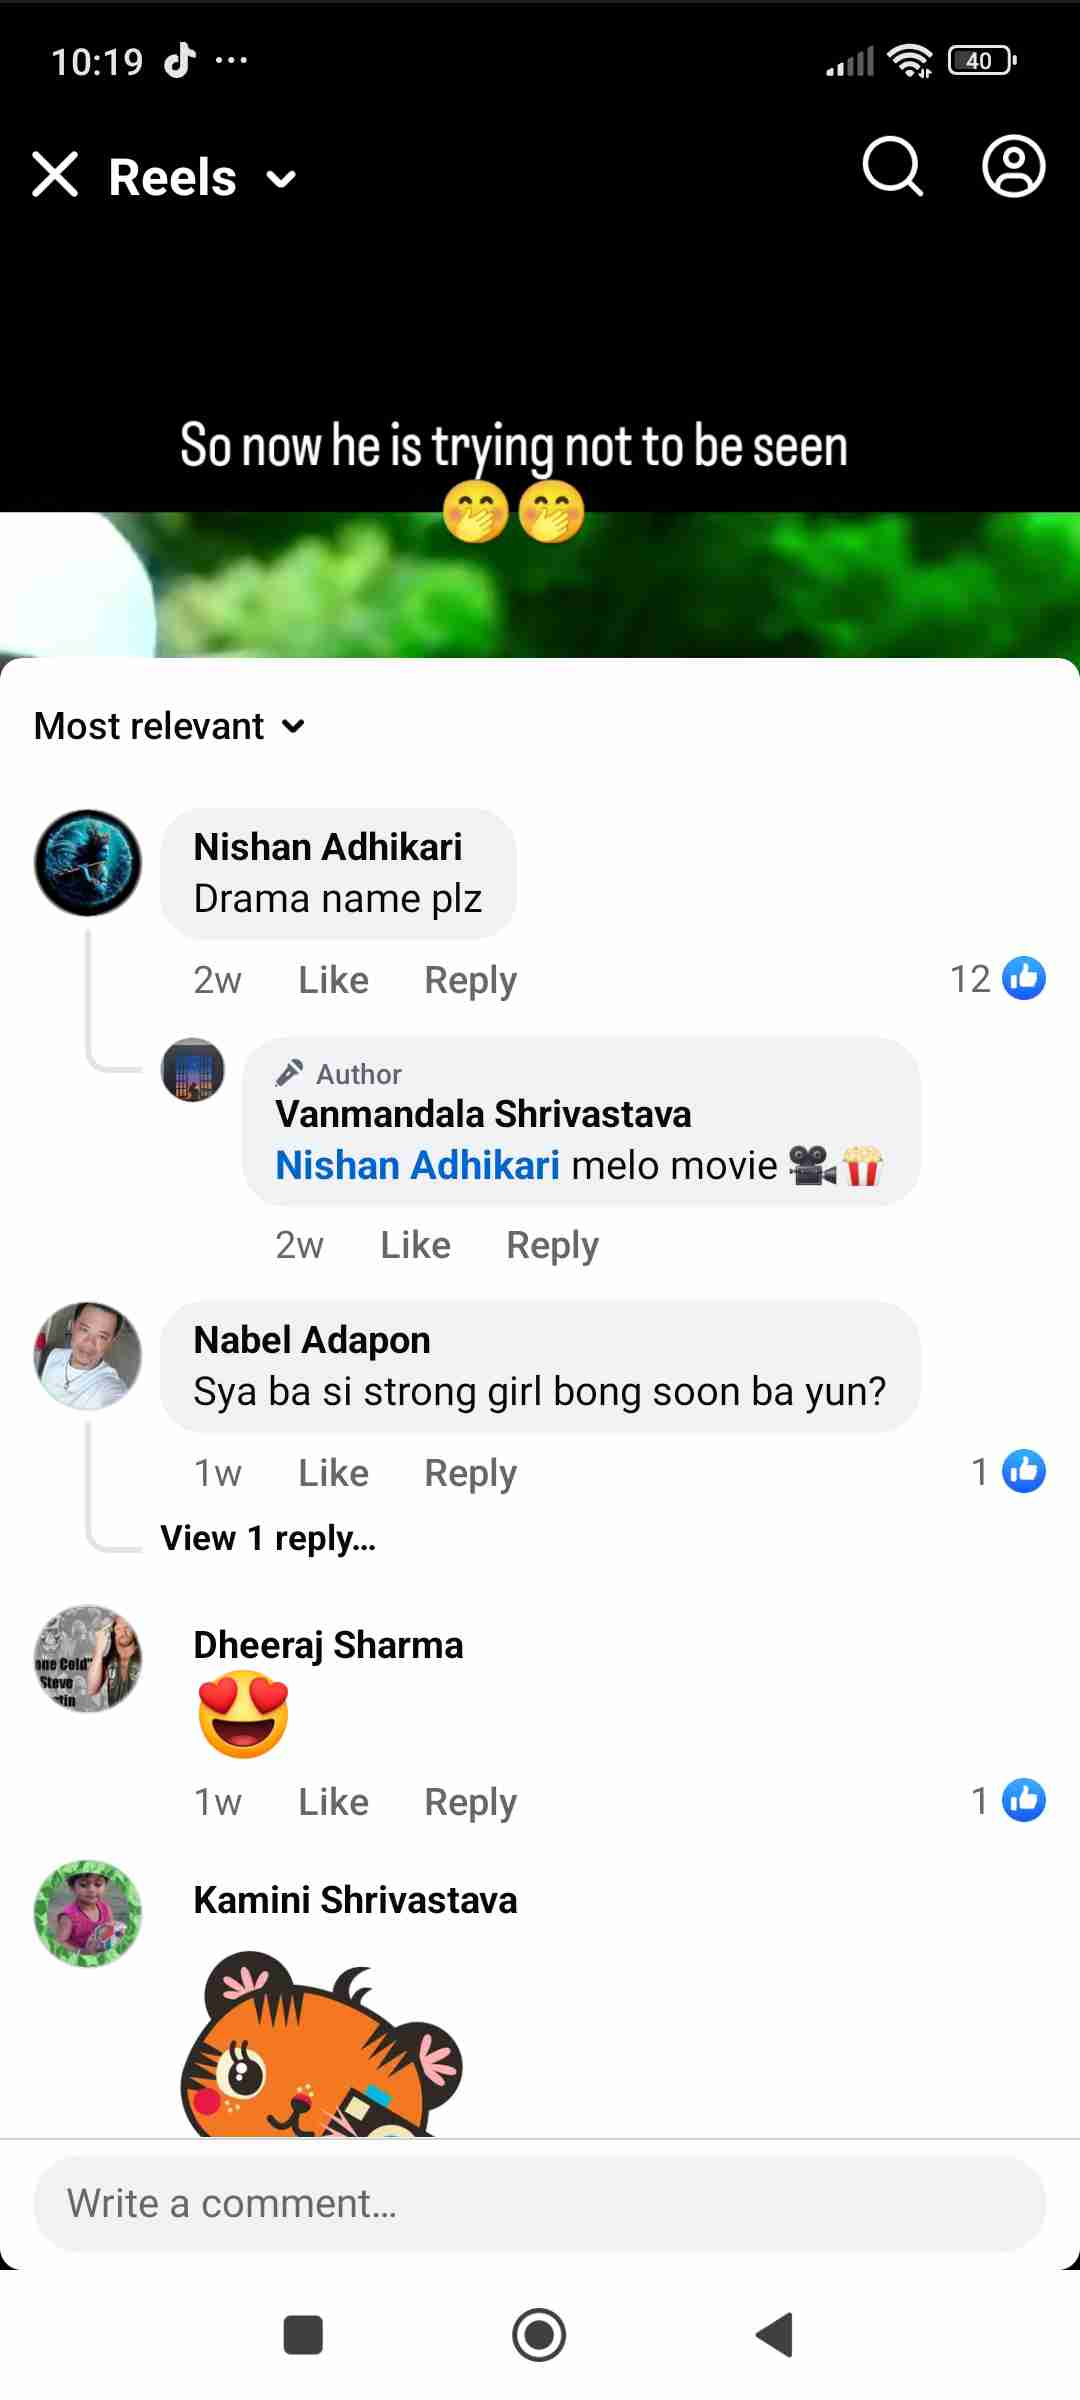 10:19
40
Reels
So now he is trying not to be seen
🤭🤭
Most relevant
Nishan Adhikari
Drama name plz
2w Like Reply 12
Author
Vanmandala Shrivastava
Nishan Adhikari melo movie 🎥🍿
2w Like Reply
Nabel Adapon
Sya ba si strong girl bong soon ba yun?
1w Like Reply 1
View 1 reply...
one Cold"
Steve
Dheeraj Sharma
😍
1w Like Reply 1
Kamini Shrivastava
Write a comment...